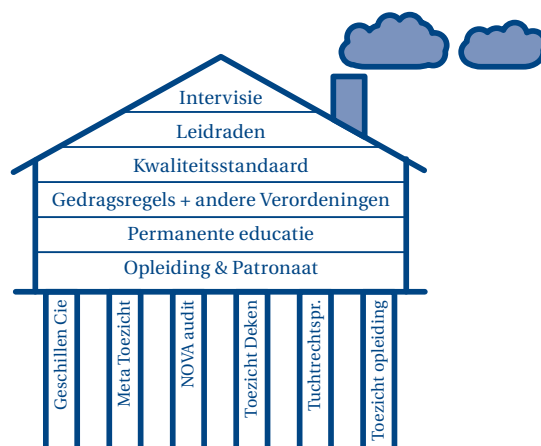 Intervisie
Leidraden
Kwaliteitsstandaard
Gedragsregels + andere Verordeningen
Permanente educatie
Opleiding & Patronaat
Geschillen Cie
Meta Toezicht
NOVA audit
Toezicht Deken
Tuchtrechtspr.
Toezicht opleiding